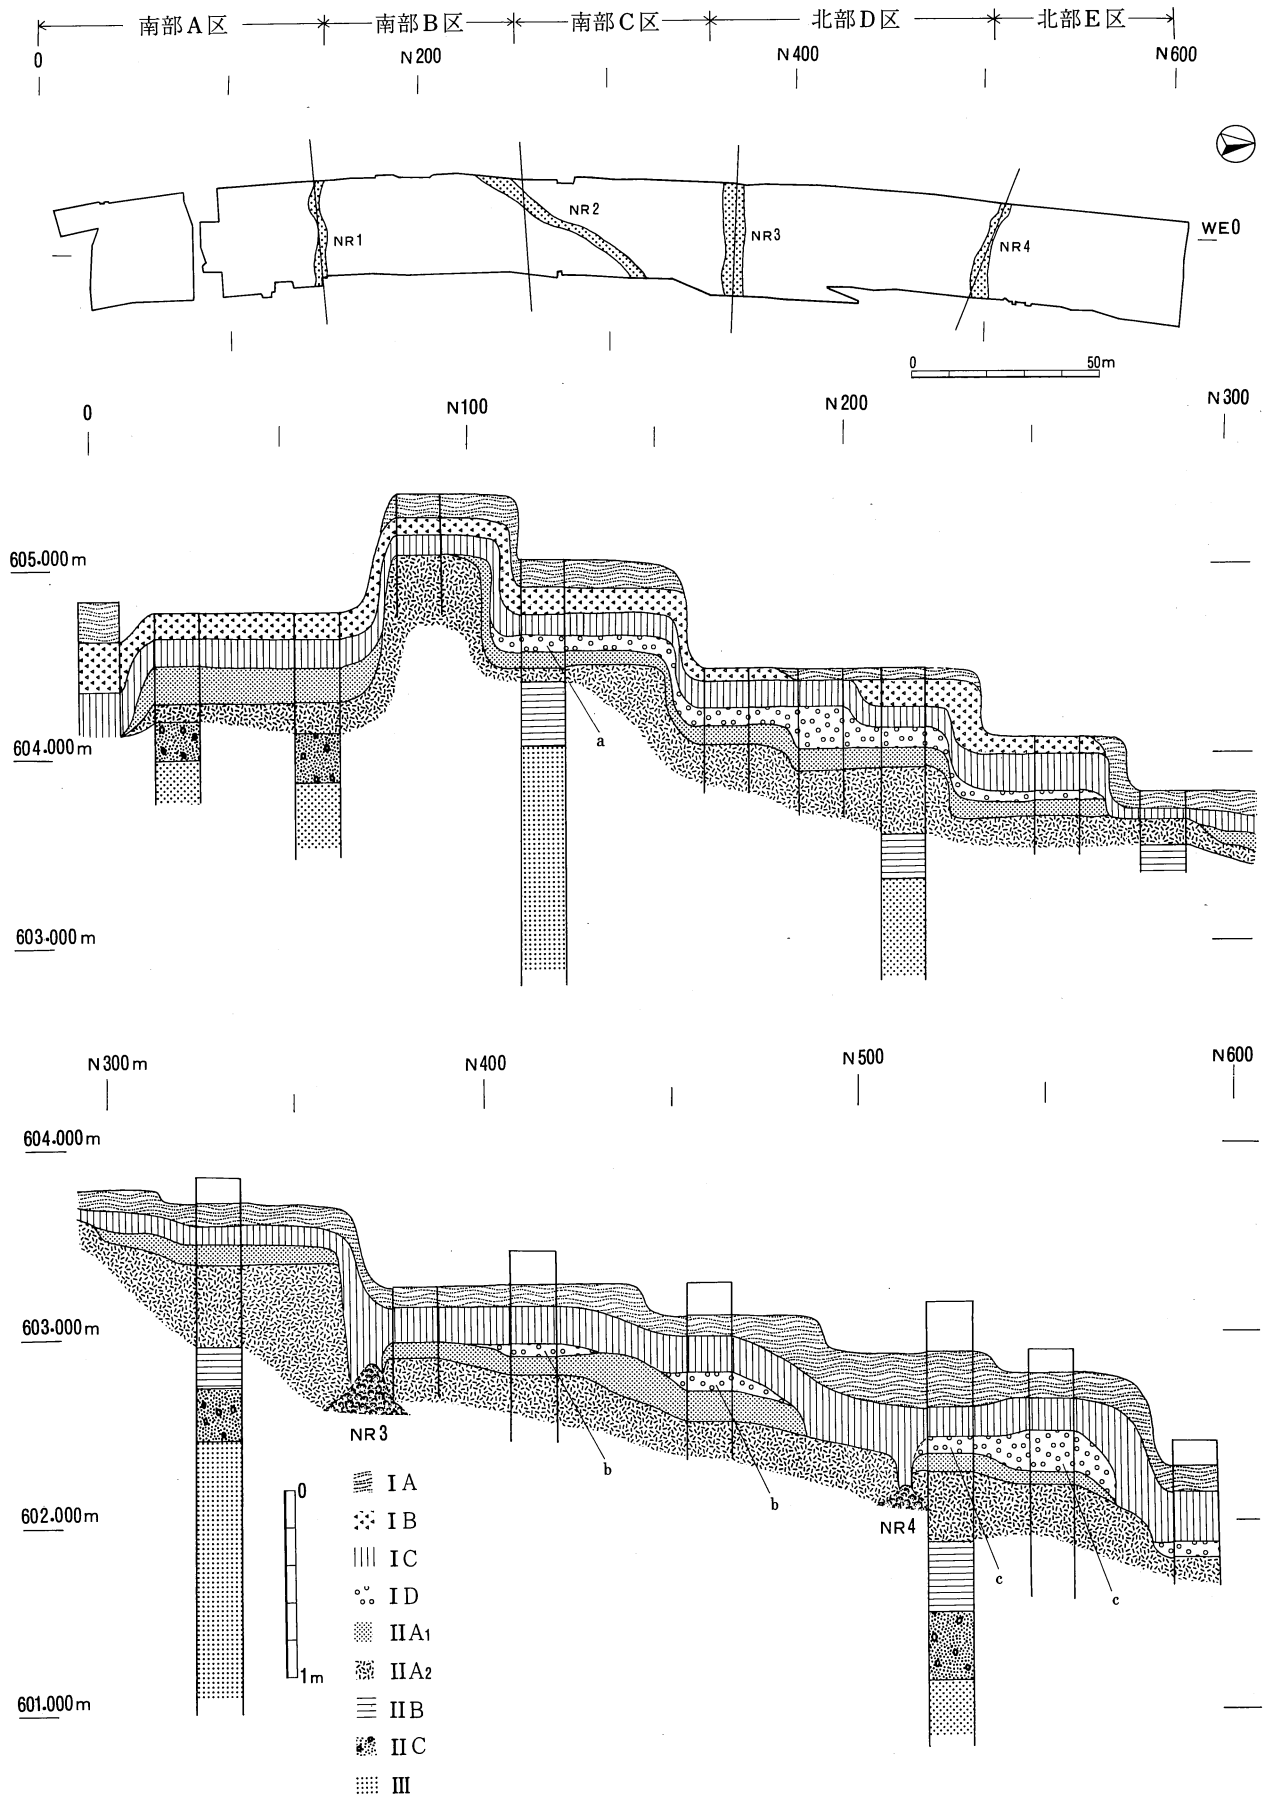 南部A区 南部B区 南部C区 北部D区 北部E区
0 N200 N400 N600
NR1 NR2 NR3 NR4 WE0
0 50m
0 N100 N200 N300
605.000m
604.000m
a
603.000m
N300m N400 N500 N600
604.000m
603.000m
NR3
b
b
602.000m
NR4
c
c
601.000m
0
1m
IA
IB
IC
ID
IIA1
IIA2
IIB
IIC
III